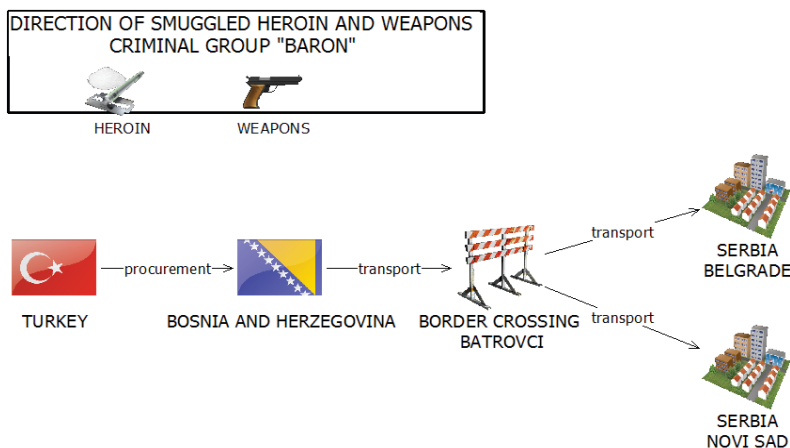 DIRECTION OF SMUGGLED HEROIN AND WEAPONS
CRIMINAL GROUP "BARON"
HEROIN
WEAPONS
transport
SERBIA
BELGRADE
procurement
transport
TURKEY
BOSNIA AND HERZEGOVINA
BORDER CROSSING
BATROVCI
transport
SERBIA
NOVI SAD